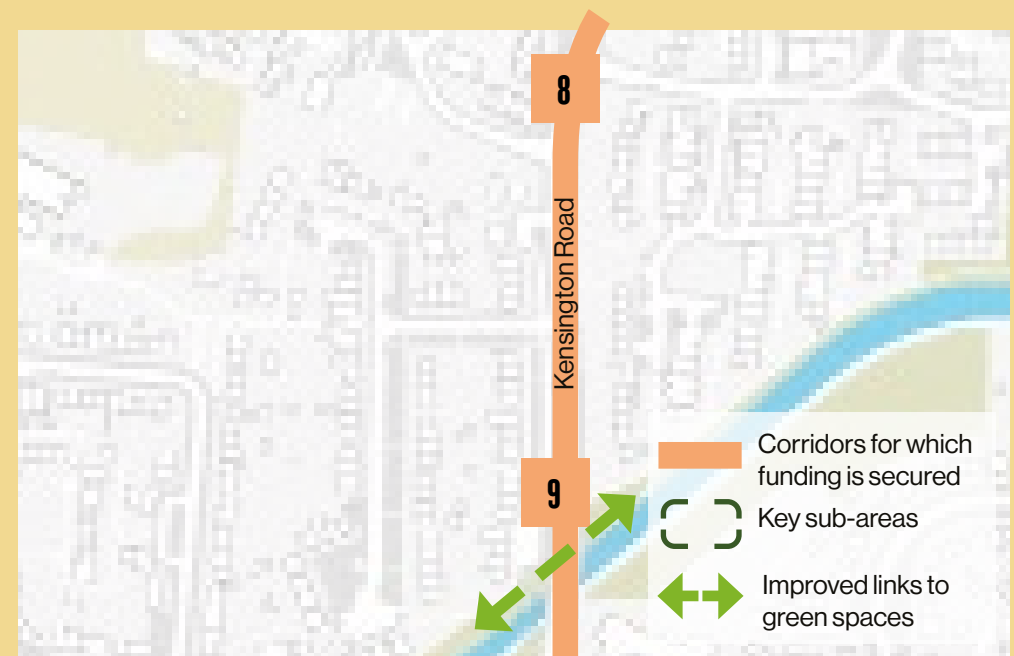 8
Kensington Road
9
Corridors for which
funding is secured
Key sub-areas
Improved links to
green spaces